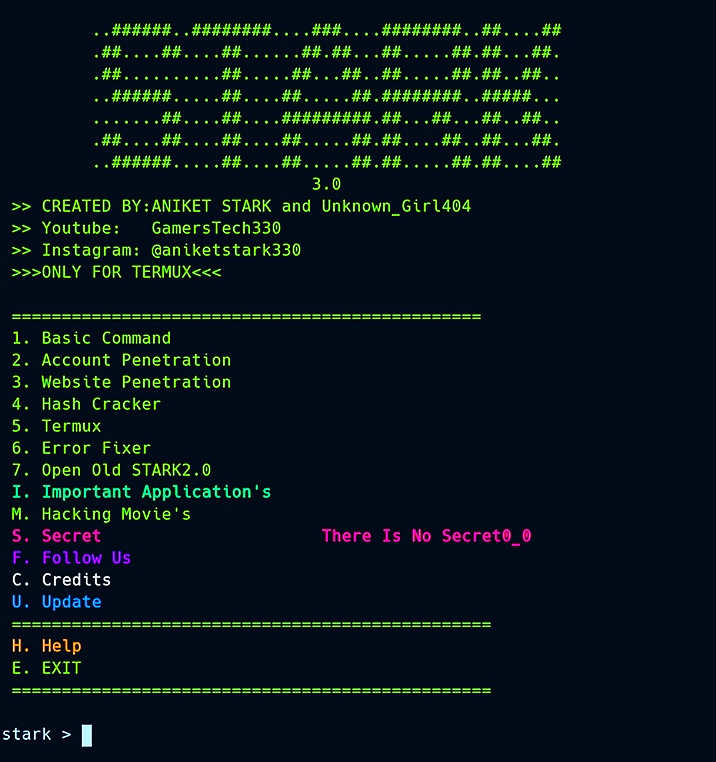 ..######..########....###....########..##....##
.##....##....##......##.##...##.....##.##...##.
.##..........##.....##...##..##.....##.##..##..
..######.....##....##.....##.########..#####...
.......##....##....#########.##...##...##..##..
.##....##....##....##.....##.##....##..##...##.
..######.....##....##.....##.##.....##.##....##
3.0
>> CREATED BY:ANIKET STARK and Unknown_Girl404
>> Youtube:   GamersTech330
>> Instagram: @aniketstark330
>>>ONLY FOR TERMUX<<<
===============================================
1. Basic Command
2. Account Penetration
3. Website Penetration
4. Hash Cracker
5. Termux
6. Error Fixer
7. Open Old STARK2.0
I. Important Application's
M. Hacking Movie's
S. Secret                      There Is No Secret0_0
F. Follow Us
C. Credits
U. Update
================================================
H. Help
E. EXIT
================================================
stark >